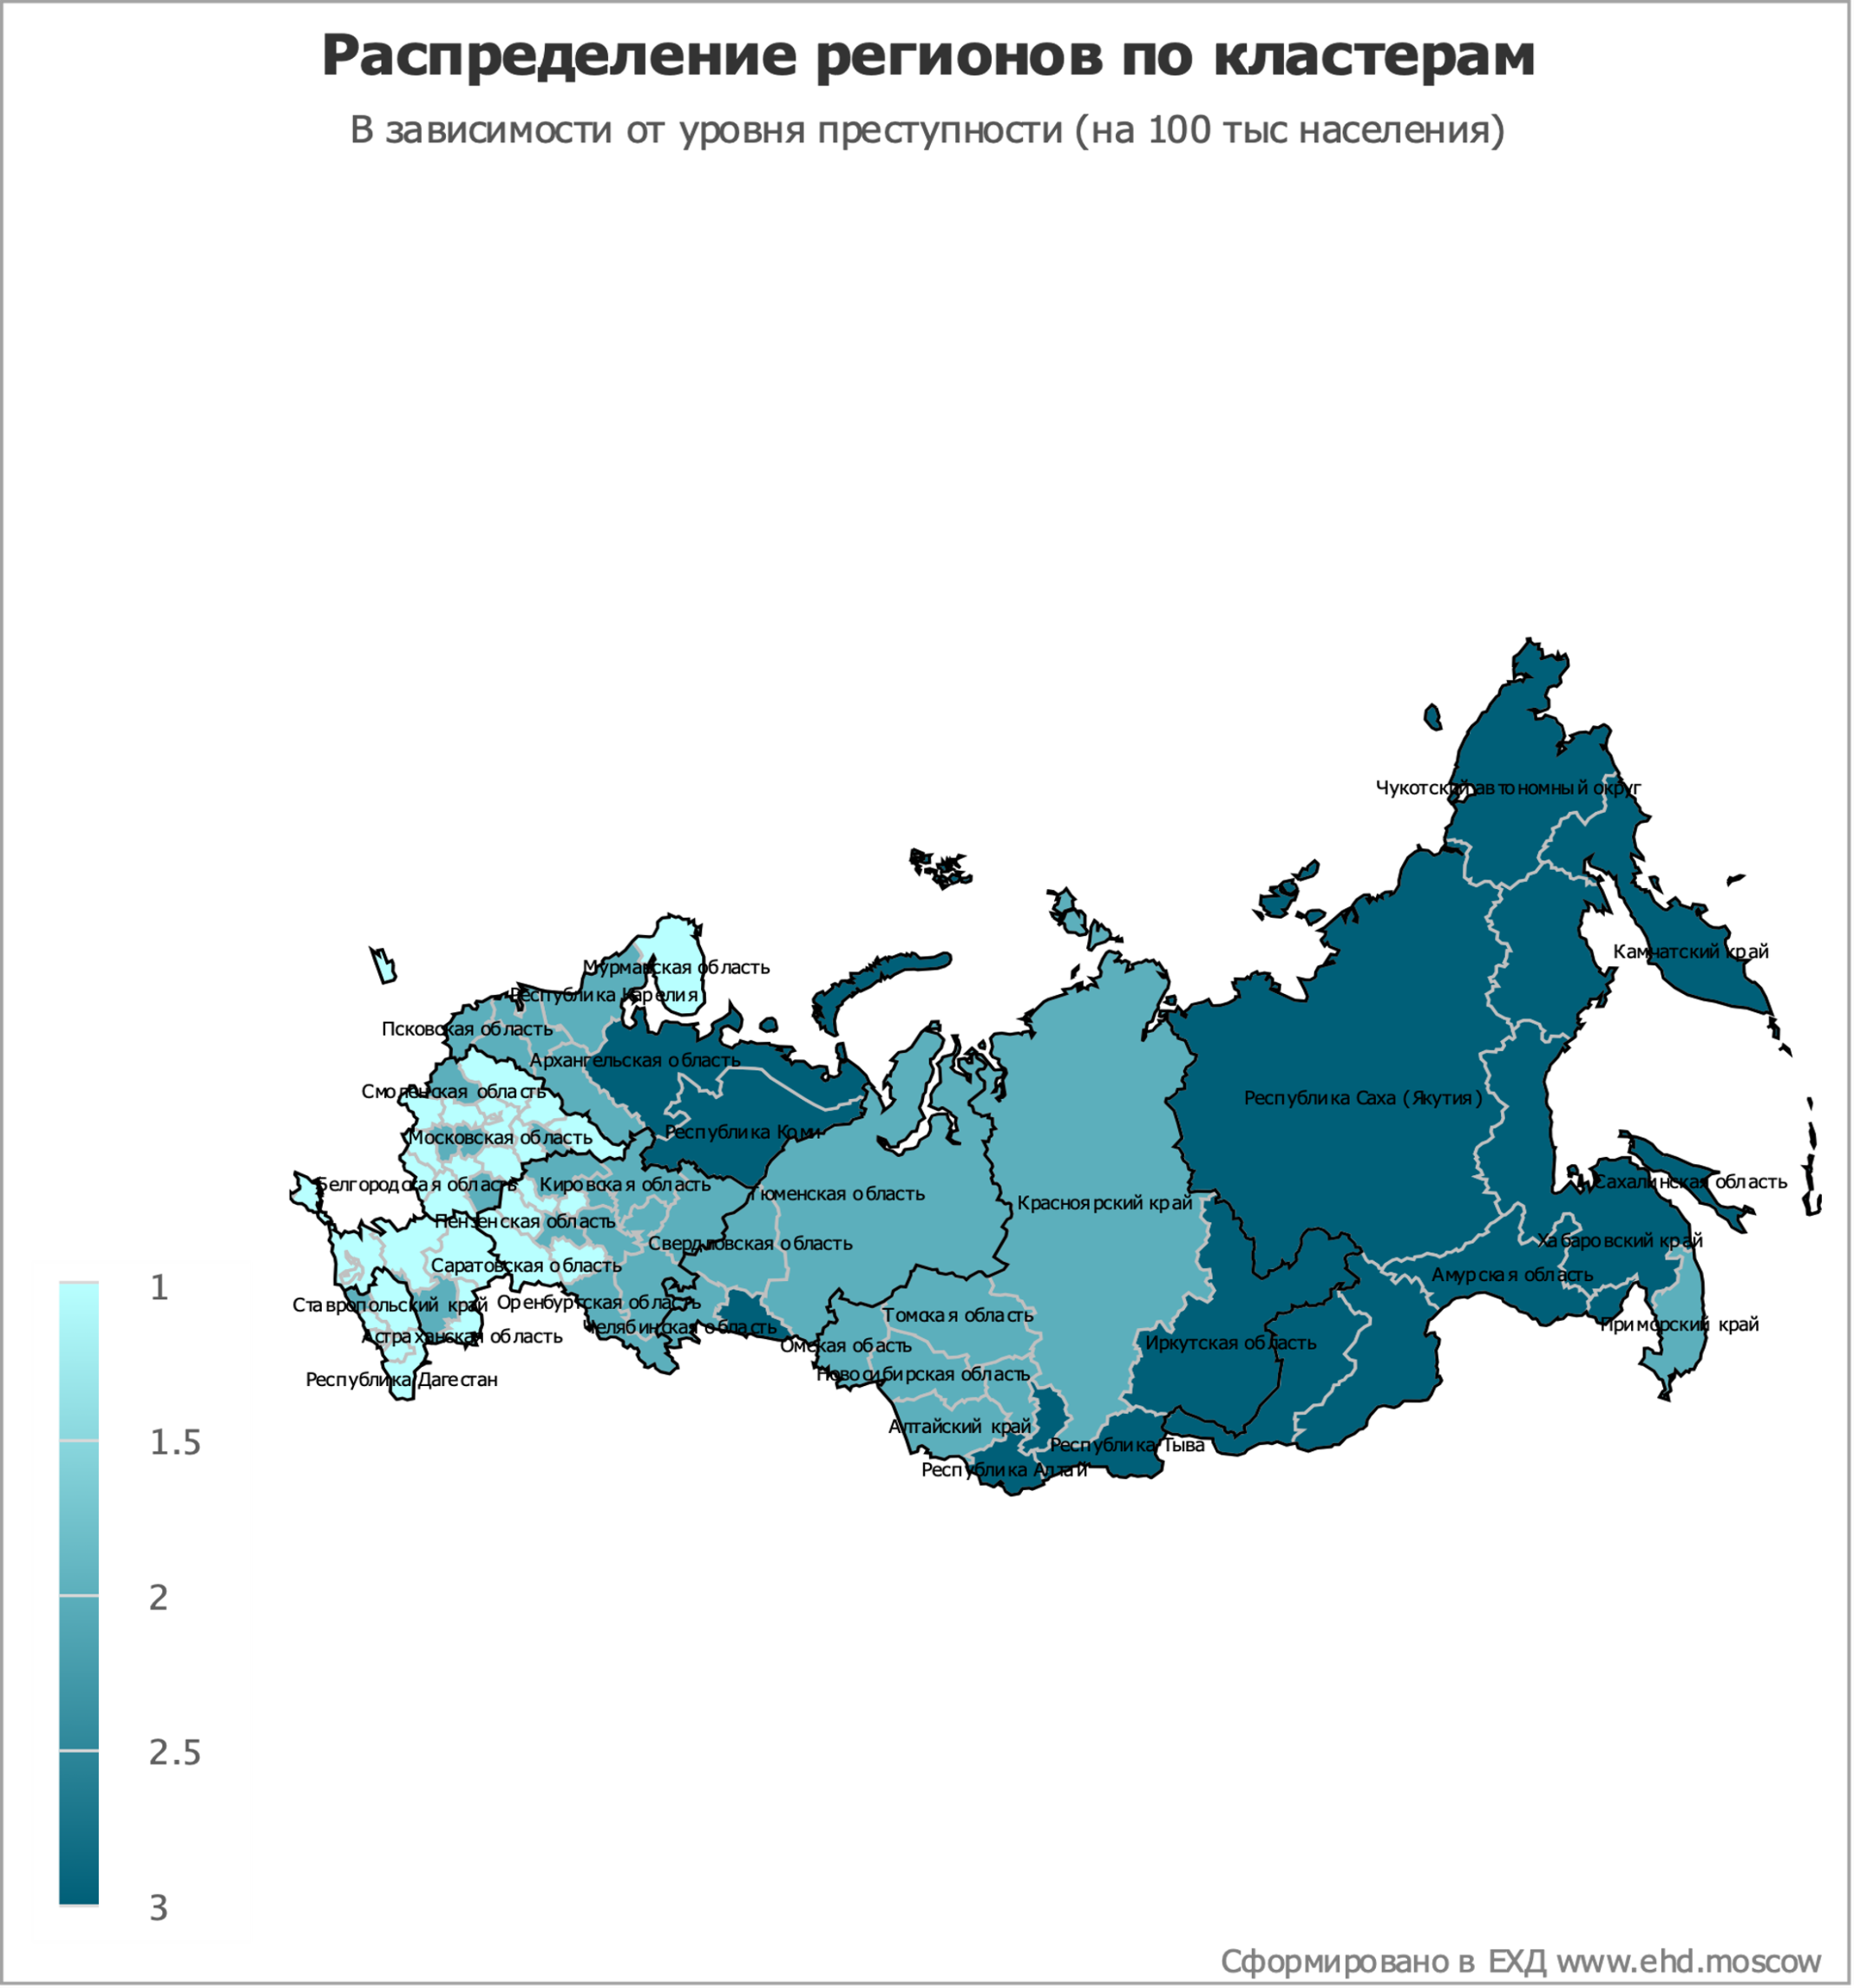 Распределение регионов по кластерам
В зависимости от уровня преступности (на 100 тыс населения)
Чукотский автономный округ
Камчатский край
Мурманская область
Республика Карелия
Псковская область
Архангельская область
Смоленская область
Республика Саха (Якутия)
Республика Коми
Московская область
Белгородская область
Кировская область
Тюменская область
Сахалинская область
Красноярский край
Пензенская область
Свердловская область
Хабаровский край
Саратовская область
Амурская область
Ставропольский край
Оренбургская область
Томская область
Челябинская область
Приморский край
Астраханская область
Омская обасть
Иркутская область
Новосибирская область
Республика Дагестан
Алтайский край
Республика Тыва
Республика Алтай
1
1.5
2
2.5
3
Сформировано в ЕХД www.ehd.moscow